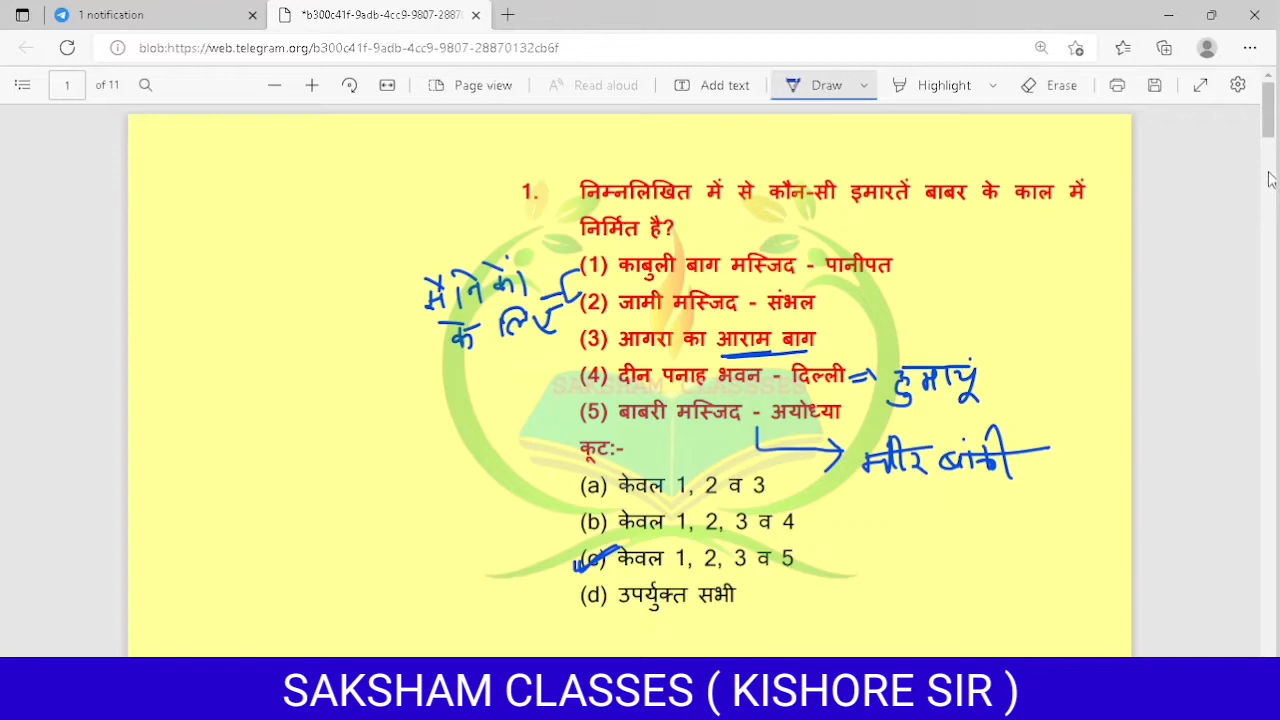 1 notification
*b300c41f-9adb-4cc9-9807-2887
blob:https://web.telegram.org/b300c41f-9adb-4cc9-9807-28870132cb6f
1 of 11
Page view
Read aloud
Add text
Draw
Highlight
Erase
1. निम्नलिखित में से कौन-सी इमारतें बाबर के काल में
निर्मित है?
(1) काबुली बाग मस्जिद - पानीपत
सैनिकों
(2) जामी मस्जिद - संभल
के लिए
(3) आगरा का आराम बाग
(4) दीन पनाह भवन - दिल्ली ⇒ हुमायूं
SAKSHAM CLASSSES
(5) बाबरी मस्जिद - अयोध्या
मीर बांकी
कूट:-
(a) केवल 1, 2 व 3
(b) केवल 1, 2, 3 व 4
(c) केवल 1, 2, 3 व 5
(d) उपर्युक्त सभी
SAKSHAM CLASSES ( KISHORE SIR )